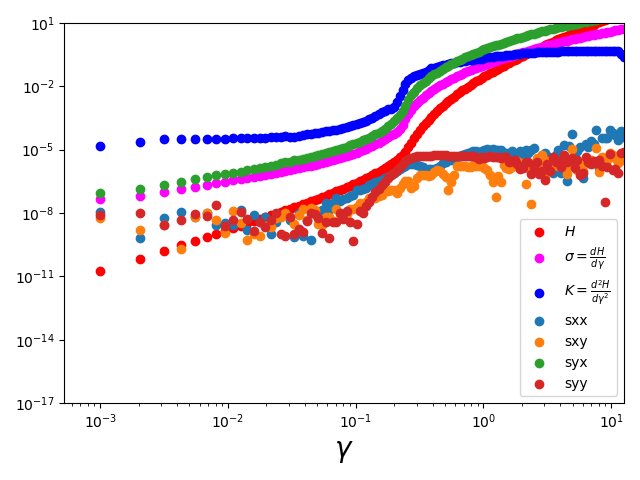 10^1
10^-2
10^-5
10^-8
10^-11
10^-14
10^-17
10^-3 10^-2 10^-1 10^0 10^1
γ
H
σ = dH/dγ
K = d²H/dγ²
sxx
sxy
syx
syy